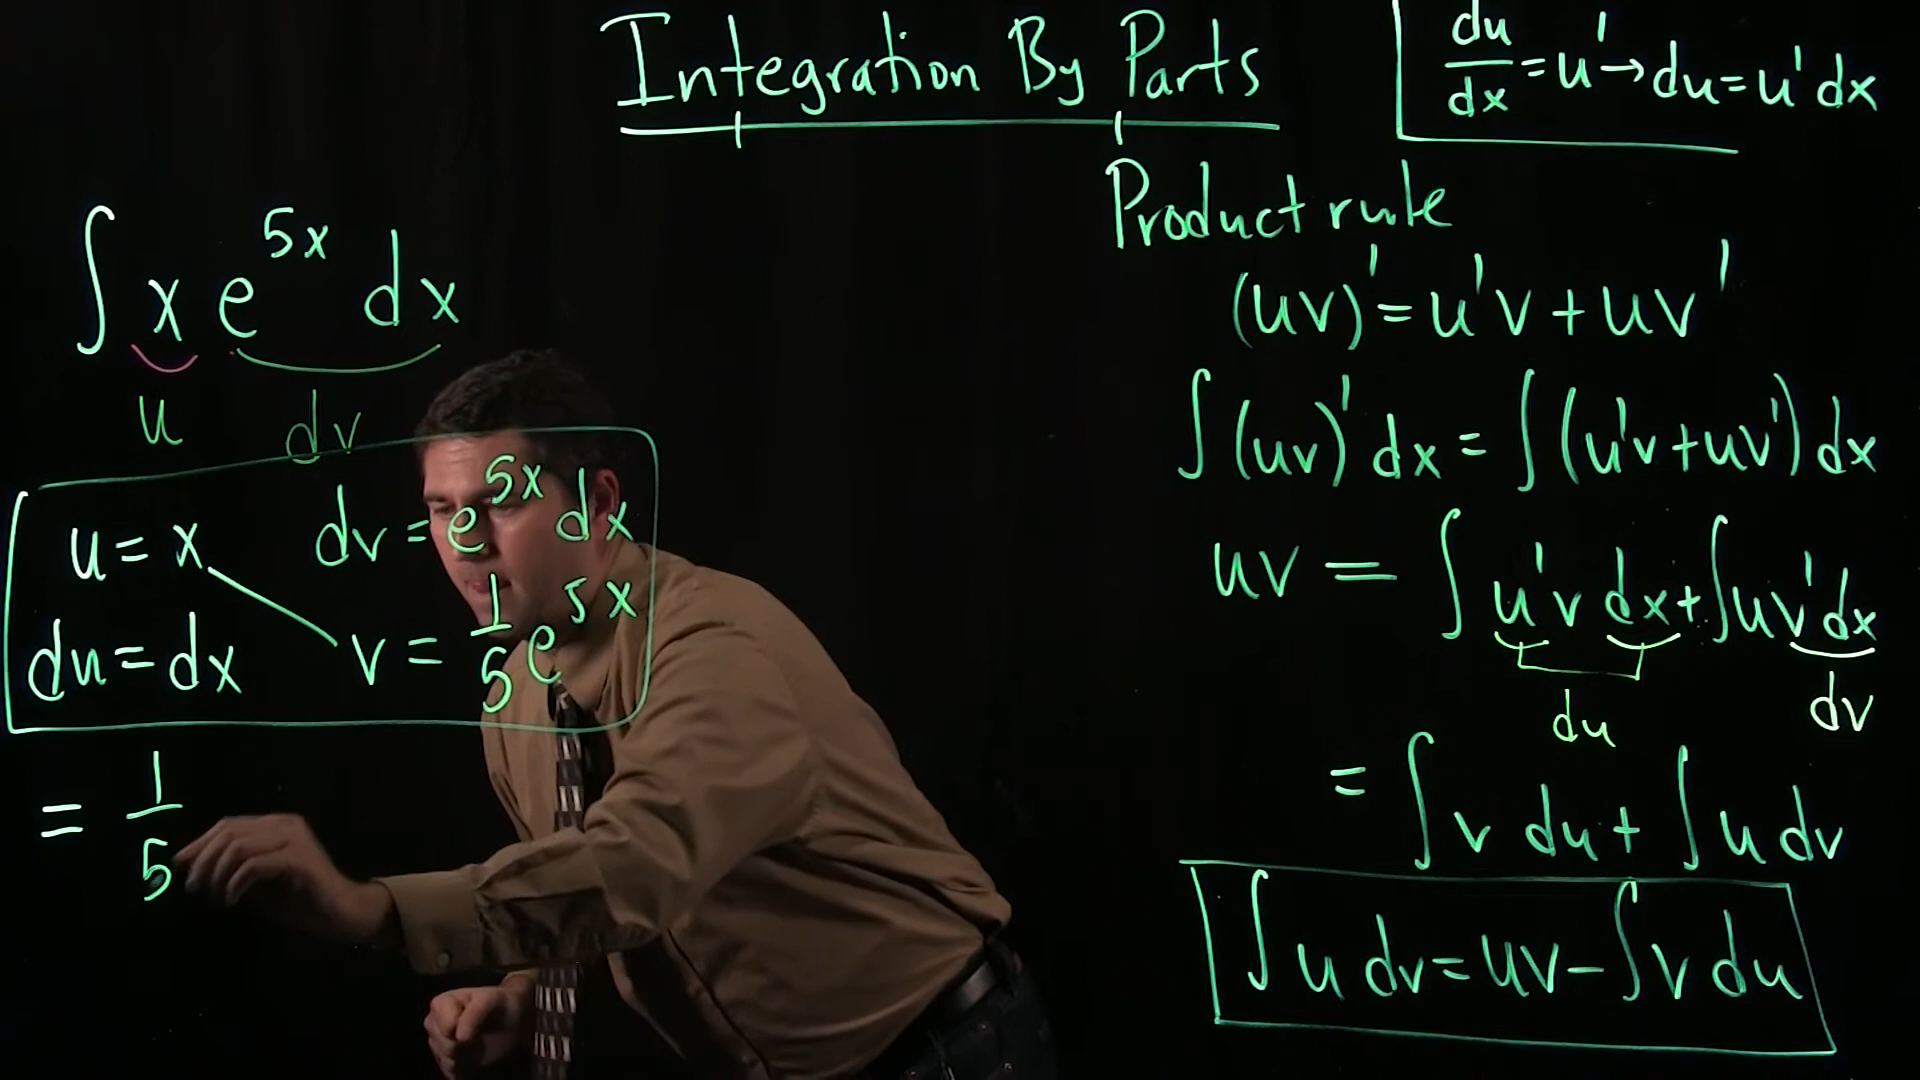 Integration By Parts
du/dx = u' → du = u' dx
∫ x e^{5x} dx
u dv
u = x dv = e^{5x} dx
du = dx v = 1/5 e^{5x}
= 1/5
Product rule
(uv)' = u'v + uv'
∫ (uv)' dx = ∫ (u'v + uv') dx
uv = ∫ u'v dx + ∫ uv' dx
du dv
= ∫ v du + ∫ u dv
∫ u dv = uv - ∫ v du